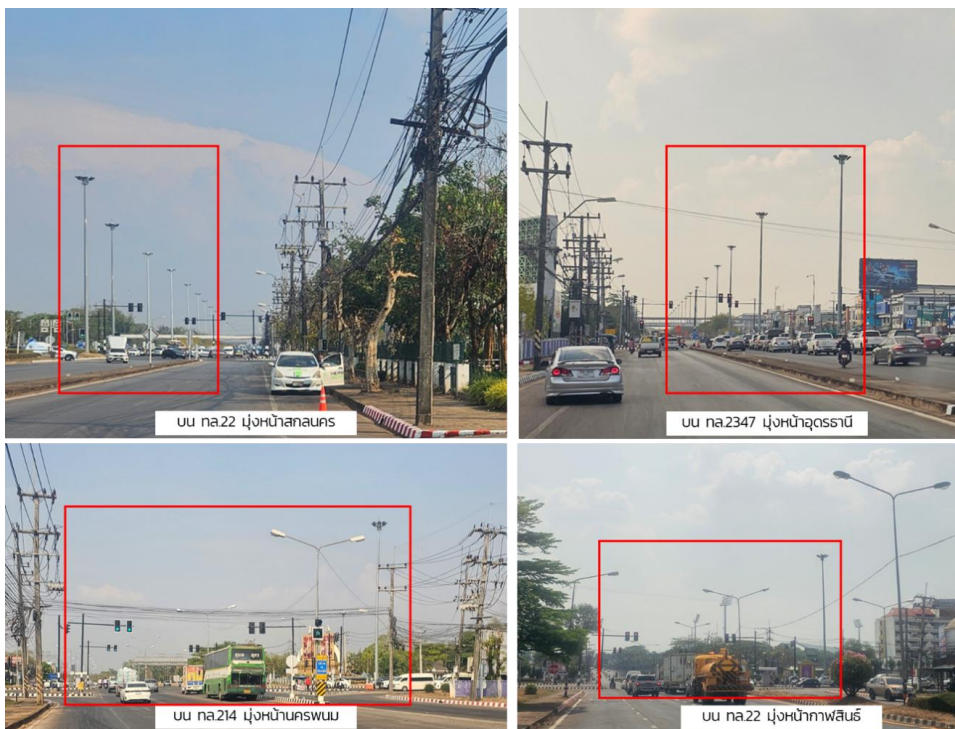 บน ทล.22 มุ่งหน้าสกลนคร
บน ทล.2347 มุ่งหน้าอุดรธานี
บน ทล.214 มุ่งหน้านครพนม
บน ทล.22 มุ่งหน้ากาฬสินธุ์